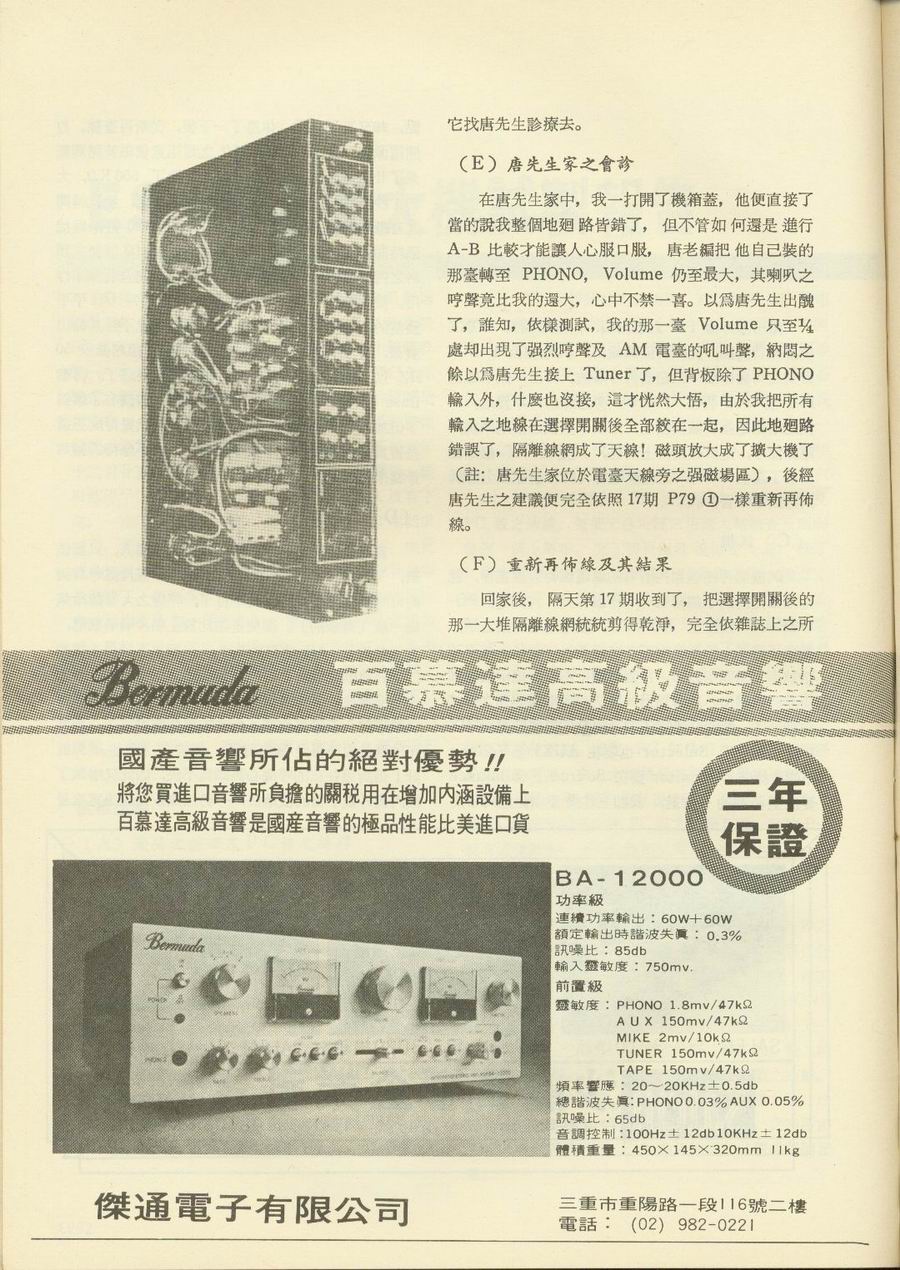 它找唐先生診療去。
（E）唐先生家之會診
在唐先生家中，我一打開了機箱蓋，他便直接了
當的說我整個地廻路皆錯了，但不管如何還是進行
A-B 比較才能讓人心服口服，唐老編把他自己裝的
那臺轉至 PHONO，Volume 仍至最大，其喇叭之
哼聲竟比我的還大，心中不禁一喜。以爲唐先生出醜
了，誰知，依樣測試，我的那一臺 Volume 只至¼
處却出現了强烈哼聲及 AM 電臺的吼叫聲，納悶之
餘以爲唐先生接上 Tuner 了，但背板除了 PHONO
輸入外，什麼也沒接，這才恍然大悟，由於我把所有
輸入之地線在選擇開關後全部絞在一起，因此地廻路
錯誤了，隔離線網成了天線！磁頭放大成了擴大機了
（註：唐先生家位於電臺天線旁之强磁場區），後經
唐先生之建議便完全依照17期 P79 ①一樣重新再佈
線。
（F）重新再佈線及其結果
回家後，隔天第17期收到了，把選擇開關後的
那一大堆隔離線網統統剪得乾淨，完全依雜誌上之所
Bermuda 百慕達高級音響
國產音響所佔的絕對優勢!!
將您買進口音響所負擔的關税用在增加内涵設備上
百慕達高級音響是國産音響的極品性能比美進口貨
三年
保證
Bermuda
POWER
SPEAKERS
PHONES
BA-12000
功率級
連續功率輸出：60W+60W
額定輸出時諧波失眞：0.3%
訊噪比：85db
輸入靈敏度：750mv.
前置級
靈敏度：PHONO 1.8mv/47kΩ
AUX 150mv/47kΩ
MIKE 2mv/10kΩ
TUNER 150mv/47kΩ
TAPE 150mv/47kΩ
頻率響應：20～20KHz±0.5db
總諧波失眞:PHONO 0.03% AUX 0.05%
訊噪比：65db
音調控制:100Hz±12db10KHz±12db
體積重量：450×145×320mm 11kg
傑通電子有限公司
三重市重陽路一段116號二樓
電話：（02）982-0221